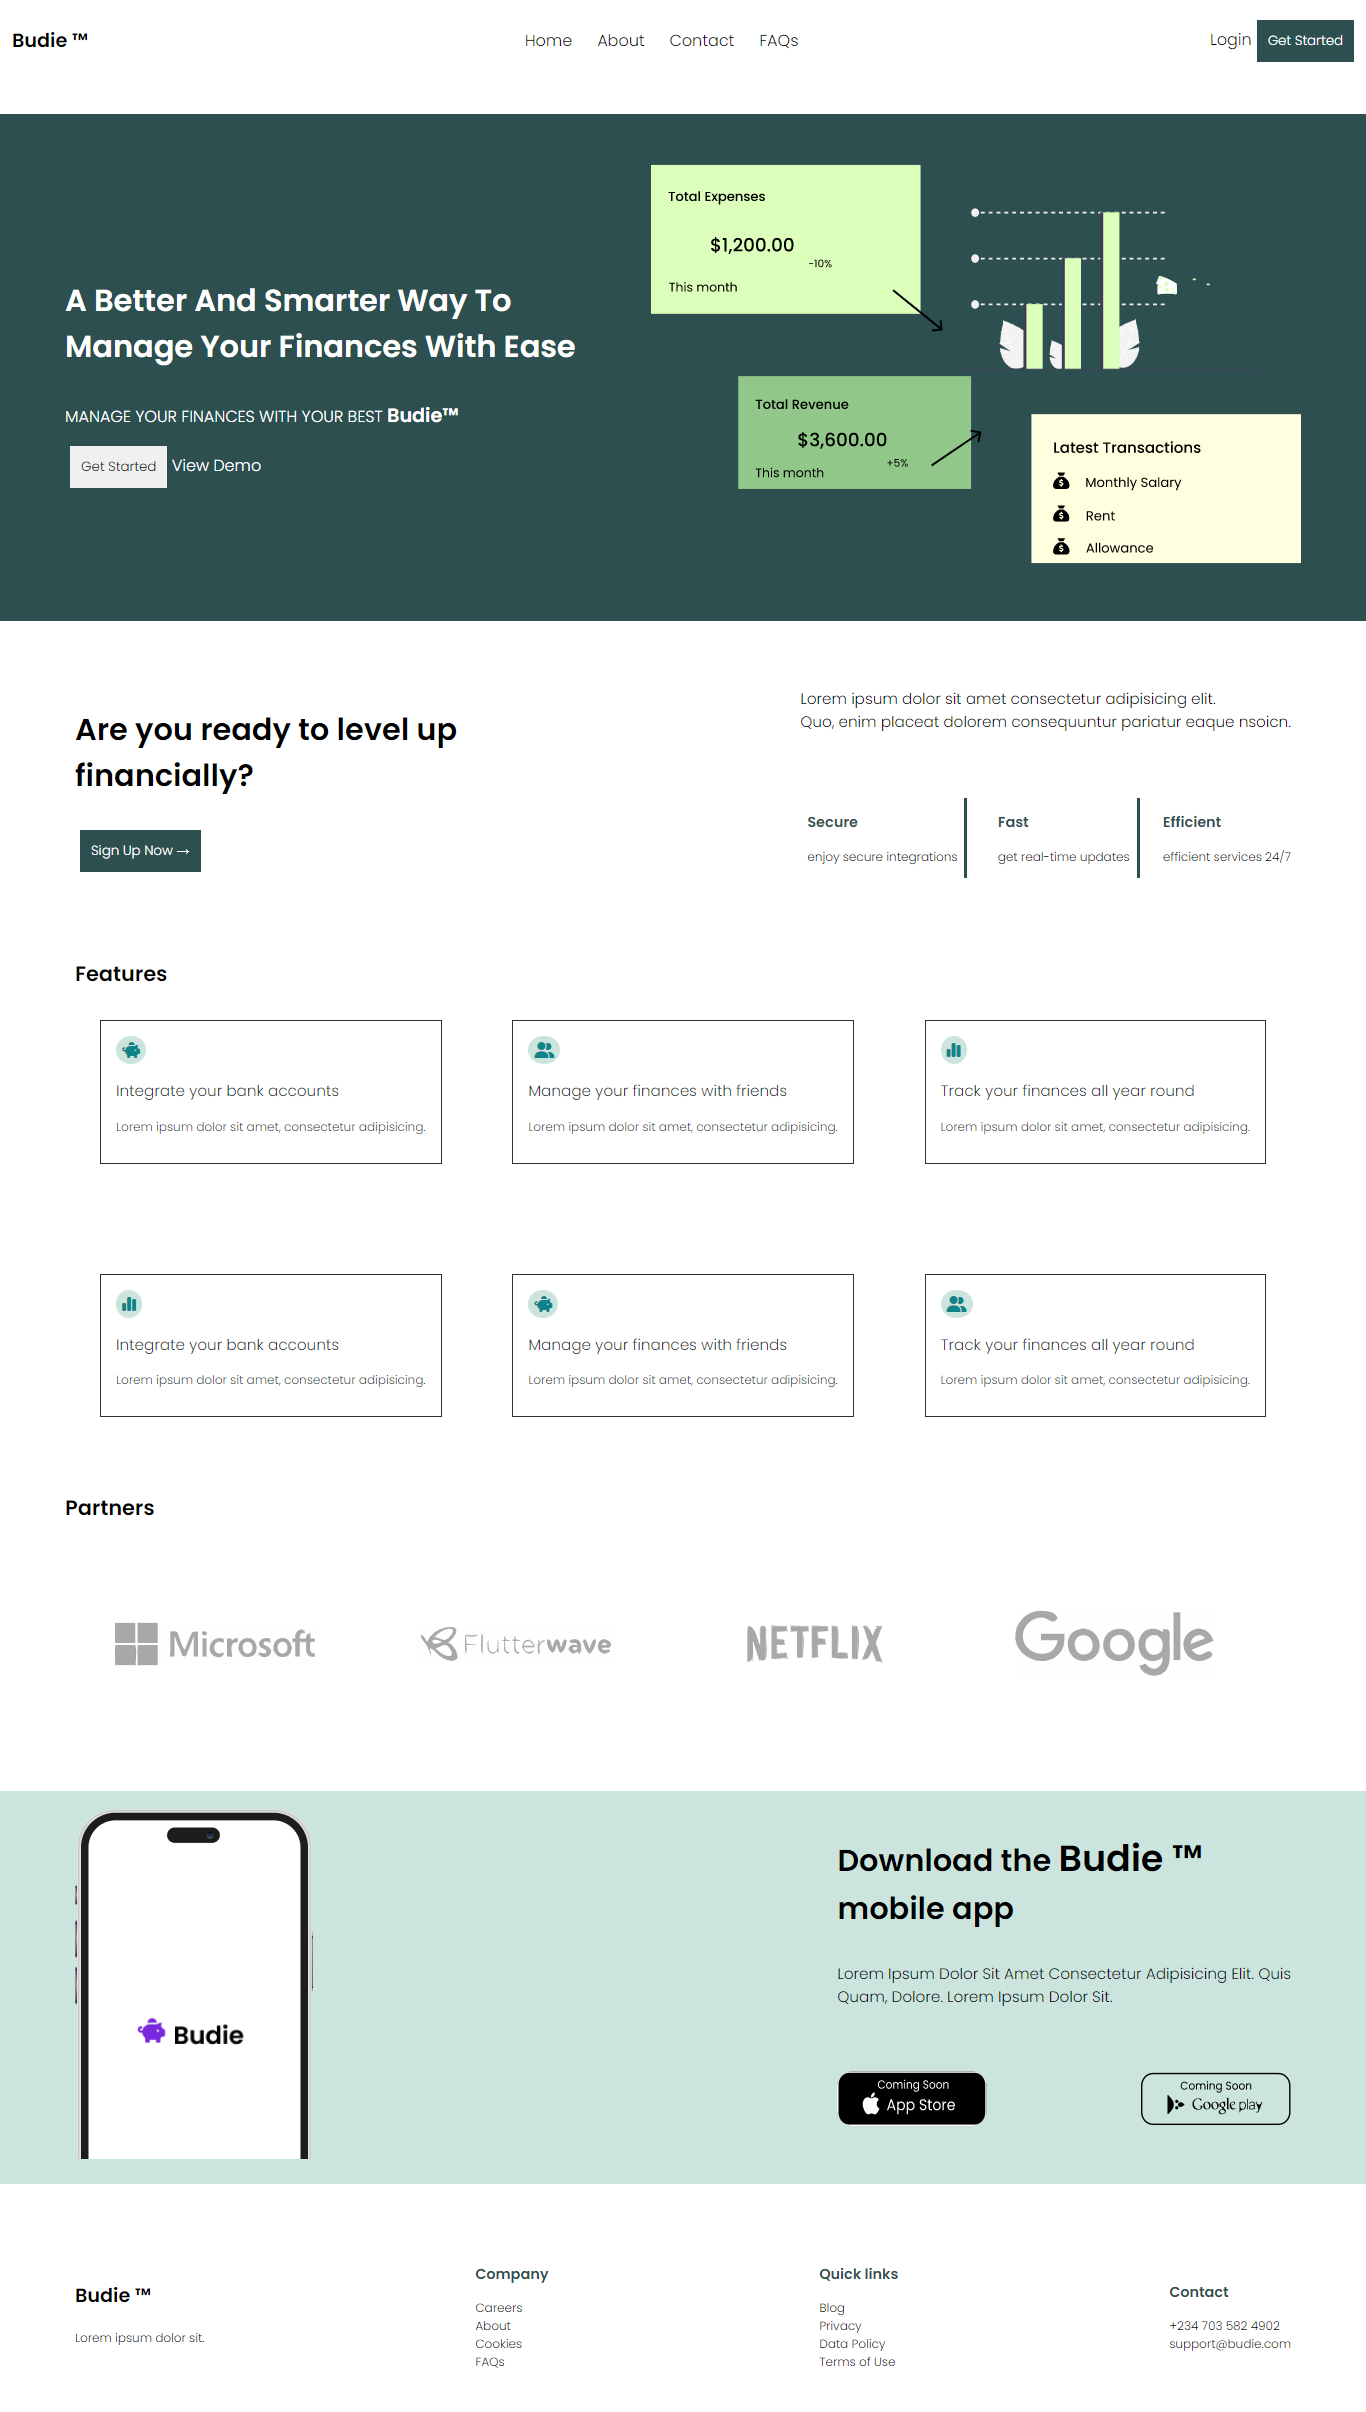 Budie ™
Home About Contact FAQs
Login Get Started
A Better And Smarter Way To
Manage Your Finances With Ease
MANAGE YOUR FINANCES WITH YOUR BEST Budie™
Get Started View Demo
Total Expenses
$1,200.00
-10%
This month
Total Revenue
$3,600.00
+5%
This month
Latest Transactions
Monthly Salary
Rent
Allowance
Are you ready to level up
financially?
Sign Up Now →
Lorem ipsum dolor sit amet consectetur adipisicing elit.
Quo, enim placeat dolorem consequuntur pariatur eaque nsoicn.
Secure
enjoy secure integrations
Fast
get real-time updates
Efficient
efficient services 24/7
Features
Integrate your bank accounts
Lorem ipsum dolor sit amet, consectetur adipisicing.
Manage your finances with friends
Lorem ipsum dolor sit amet, consectetur adipisicing.
Track your finances all year round
Lorem ipsum dolor sit amet, consectetur adipisicing.
Integrate your bank accounts
Lorem ipsum dolor sit amet, consectetur adipisicing.
Manage your finances with friends
Lorem ipsum dolor sit amet, consectetur adipisicing.
Track your finances all year round
Lorem ipsum dolor sit amet, consectetur adipisicing.
Partners
Microsoft
Flutterwave
NETFLIX
Google
Budie
Download the Budie ™
mobile app
Lorem Ipsum Dolor Sit Amet Consectetur Adipisicing Elit. Quis
Quam, Dolore. Lorem Ipsum Dolor Sit.
Coming Soon
App Store
Coming Soon
Google play
Budie ™
Lorem ipsum dolor sit.
Company
Careers
About
Cookies
FAQs
Quick links
Blog
Privacy
Data Policy
Terms of Use
Contact
+234 703 582 4902
support@budie.com